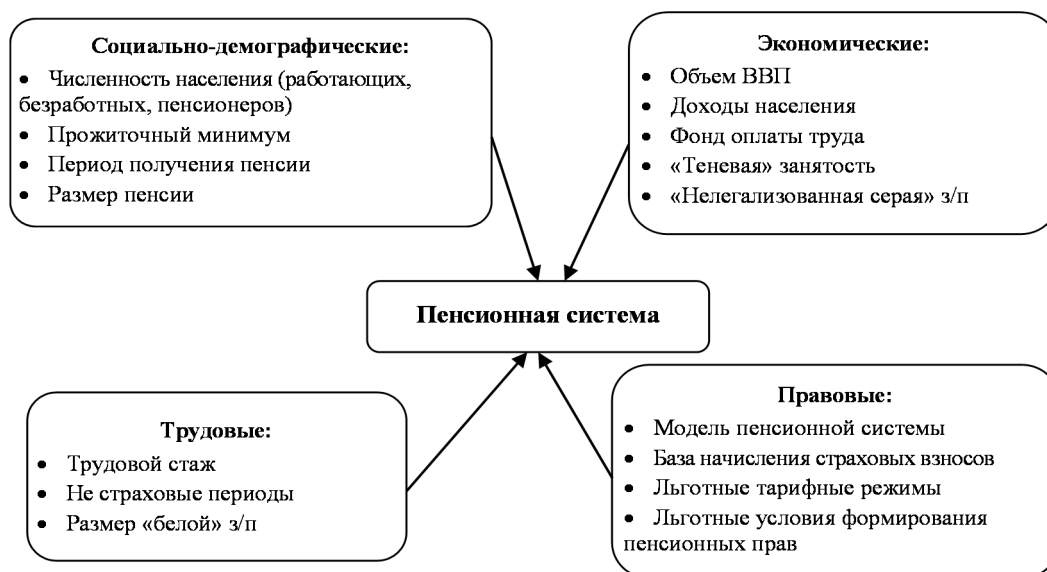 Социально-демографические:
• Численность населения (работающих,
безработных, пенсионеров)
• Прожиточный минимум
• Период получения пенсии
• Размер пенсии
Экономические:
• Объем ВВП
• Доходы населения
• Фонд оплаты труда
• «Теневая» занятость
• «Нелегализованная серая» з/п
Пенсионная система
Трудовые:
• Трудовой стаж
• Не страховые периоды
• Размер «белой» з/п
Правовые:
• Модель пенсионной системы
• База начисления страховых взносов
• Льготные тарифные режимы
• Льготные условия формирования
пенсионных прав